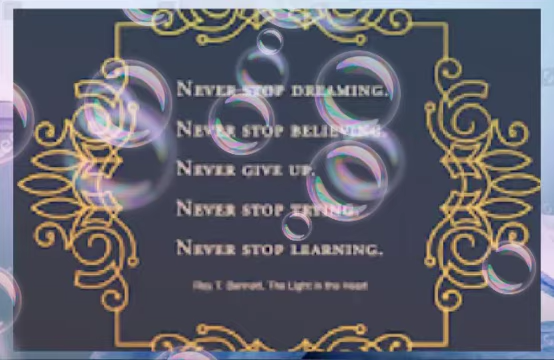 Never stop dreaming.
Never stop believing.
Never give up.
Never stop trying.
Never stop learning.
Roy T. Bennett, The Light in the Heart